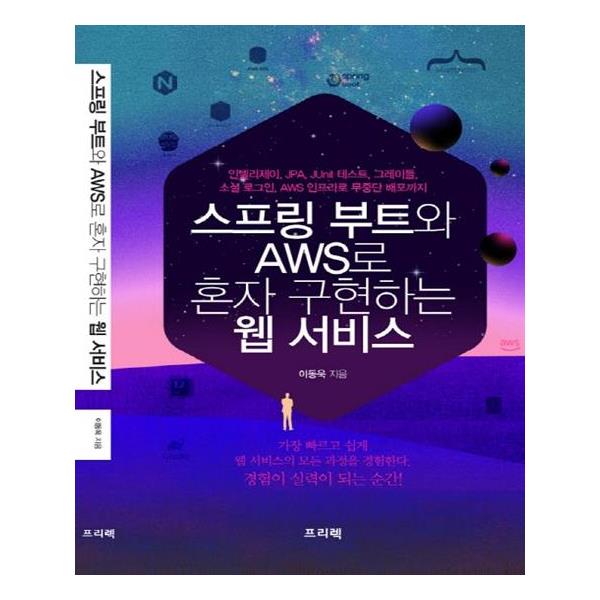 스프링 부트와 AWS로 혼자 구현하는 웹 서비스
이동욱 지음
프리렉
spring
boot
인텔리제이, JPA, JUnit 테스트, 그레이들,
소셜 로그인, AWS 인프라로 무중단 배포까지
스프링 부트와
AWS로
혼자 구현하는
웹 서비스
이동욱 지음
aws
가장 빠르고 쉽게
웹 서비스의 모든 과정을 경험한다.
경험이 실력이 되는 순간!
프리렉